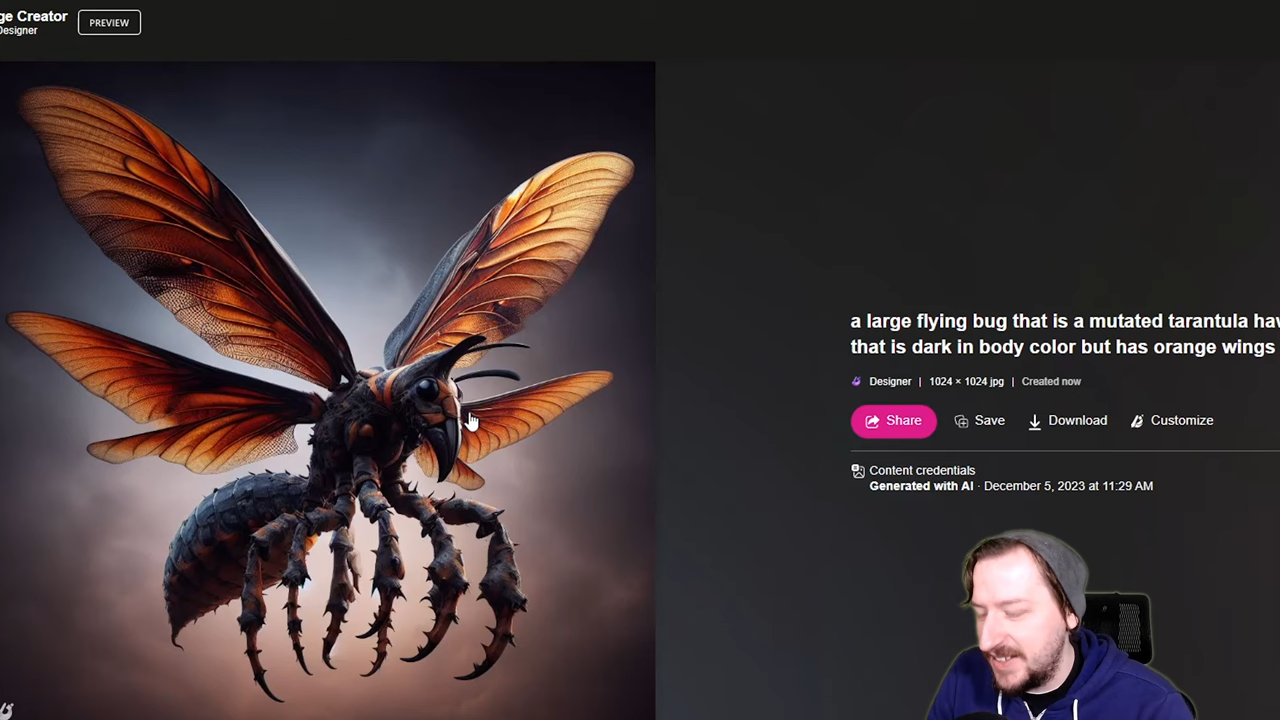 ge Creator
Designer
PREVIEW
a large flying bug that is a mutated tarantula
that is dark in body color but has orange wings
Designer | 1024 × 1024 jpg | Created now
Share Save Download Customize
Content credentials
Generated with AI · December 5, 2023 at 11:29 AM